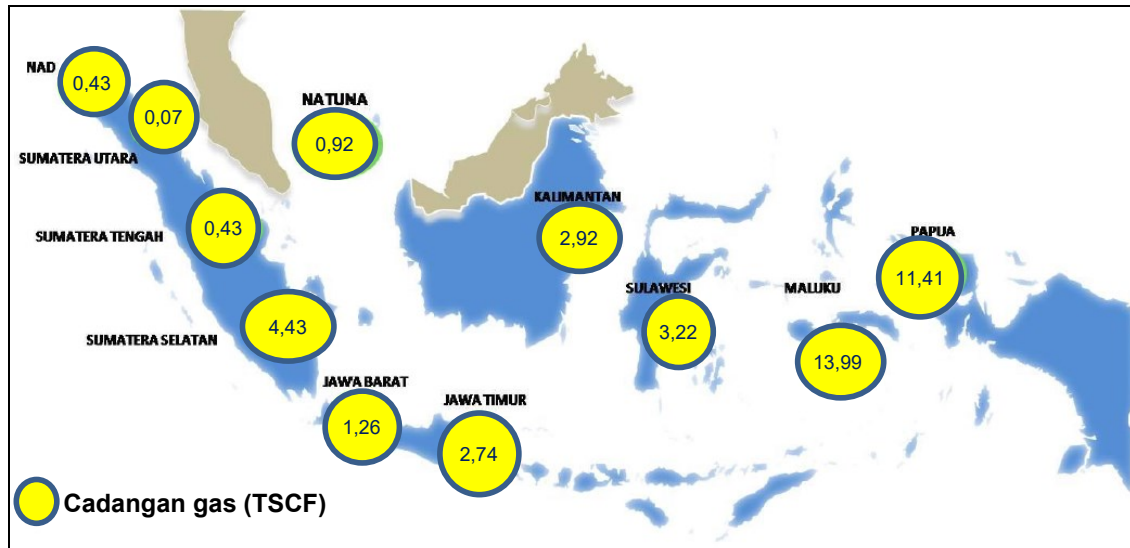 NAD
0,43
0,07
SUMATERA UTARA
NATUNA
0,92
0,43
SUMATERA TENGAH
KALIMANTAN
2,92
PAPUA
11,41
SULAWESI
3,22
MALUKU
13,99
4,43
SUMATERA SELATAN
JAWA BARAT
1,26
JAWA TIMUR
2,74
Cadangan gas (TSCF)